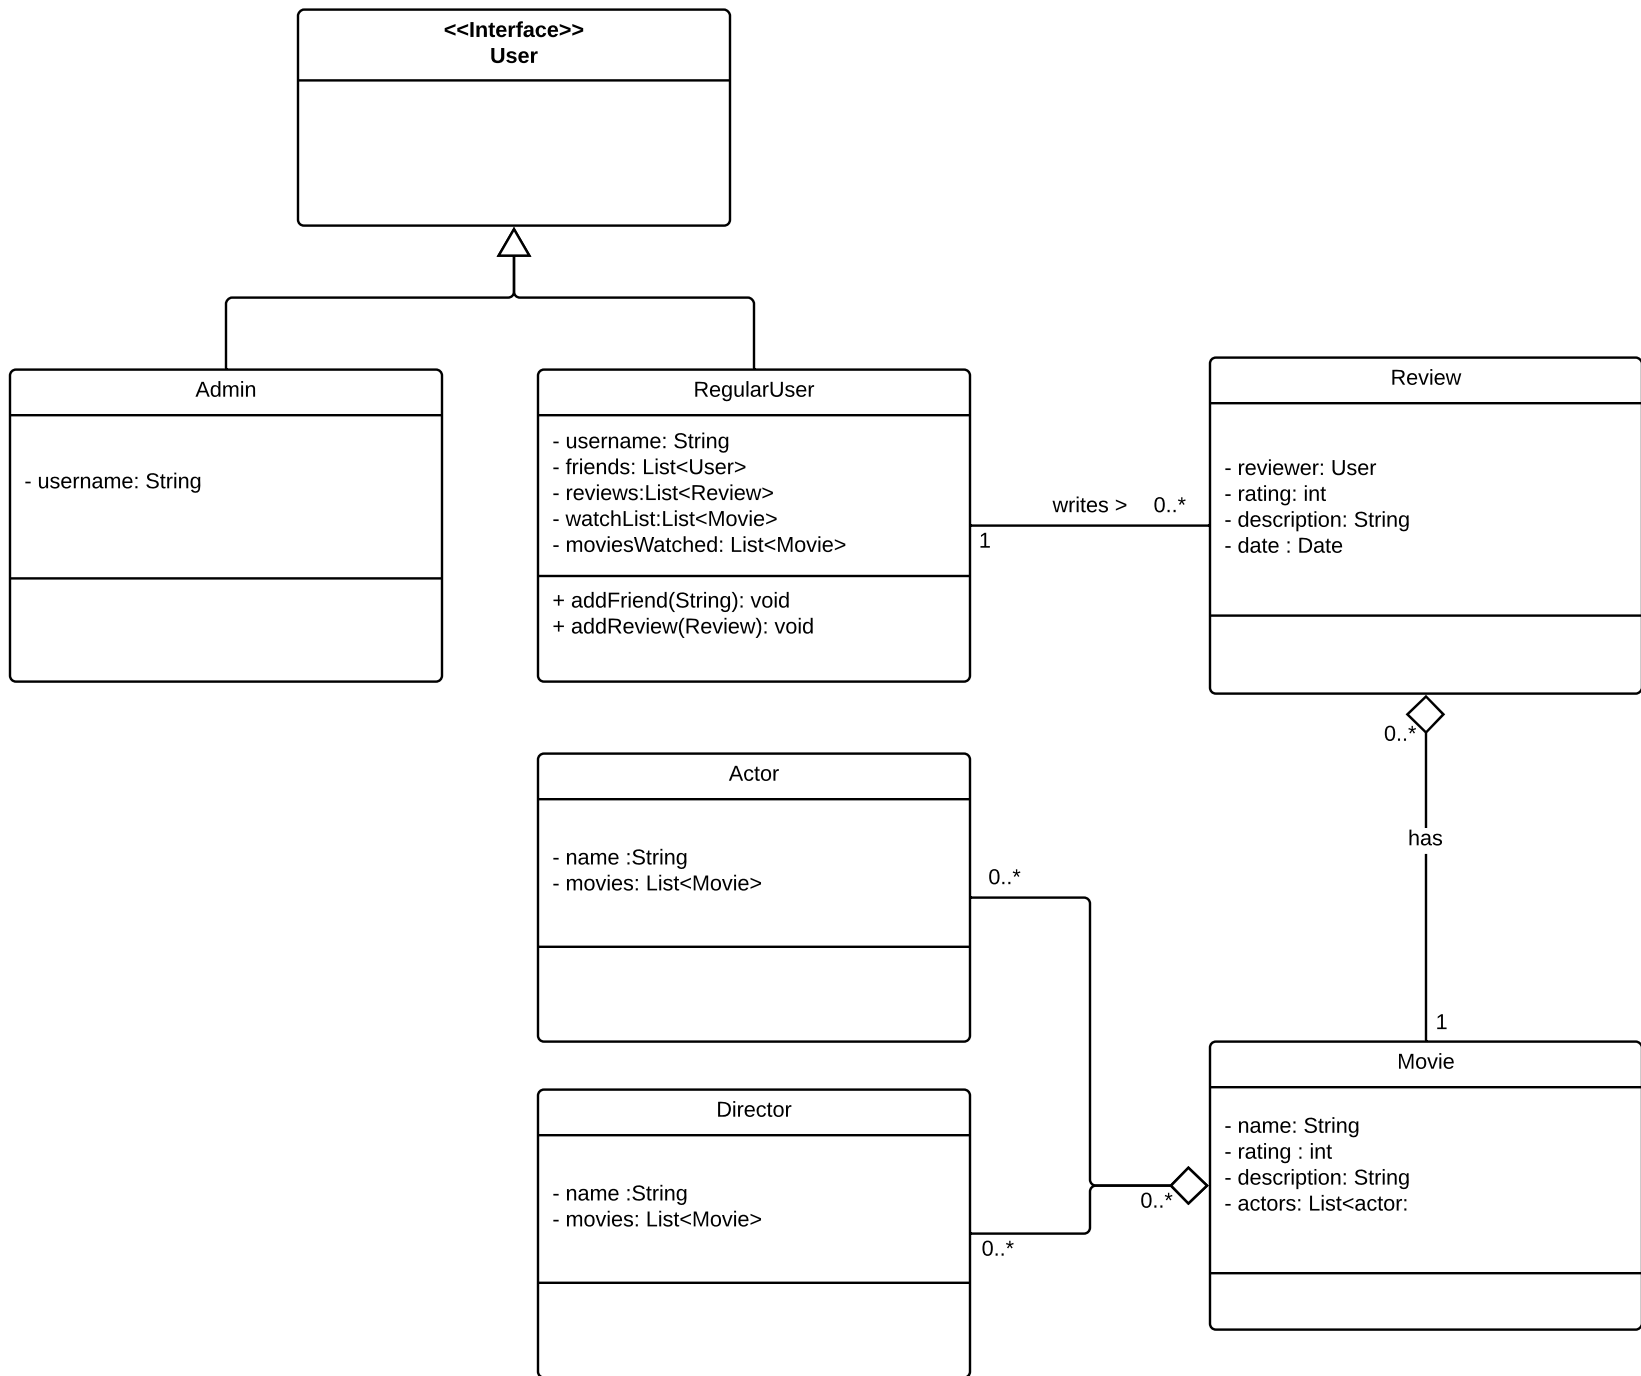 <<Interface>>
User
Admin
- username: String
RegularUser
- username: String
- friends: List<User>
- reviews:List<Review>
- watchList:List<Movie>
- moviesWatched: List<Movie>
+ addFriend(String): void
+ addReview(Review): void
writes >
0..*
1
Review
- reviewer: User
- rating: int
- description: String
- date : Date
0..*
has
1
Actor
- name :String
- movies: List<Movie>
0..*
Director
- name :String
- movies: List<Movie>
0..*
0..*
Movie
- name: String
- rating : int
- description: String
- actors: List<actor: